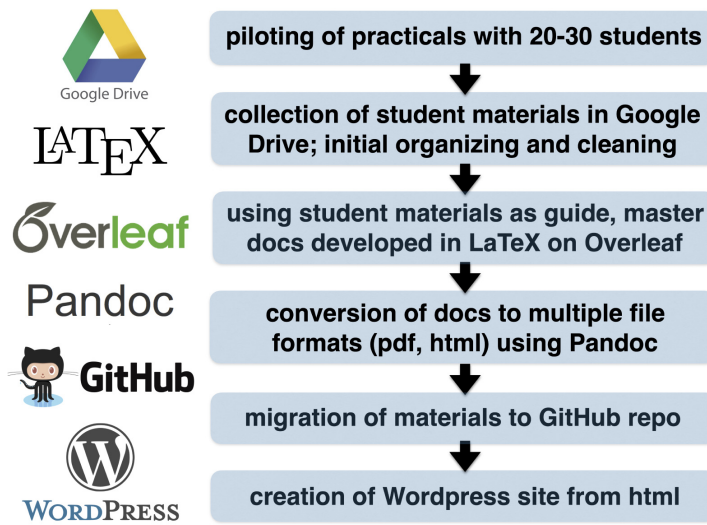 Google Drive
LATEX
Overleaf
Pandoc
GitHub
WORDPRESS
piloting of practicals with 20-30 students
collection of student materials in Google
Drive; initial organizing and cleaning
using student materials as guide, master
docs developed in LaTeX on Overleaf
conversion of docs to multiple file
formats (pdf, html) using Pandoc
migration of materials to GitHub repo
creation of Wordpress site from html